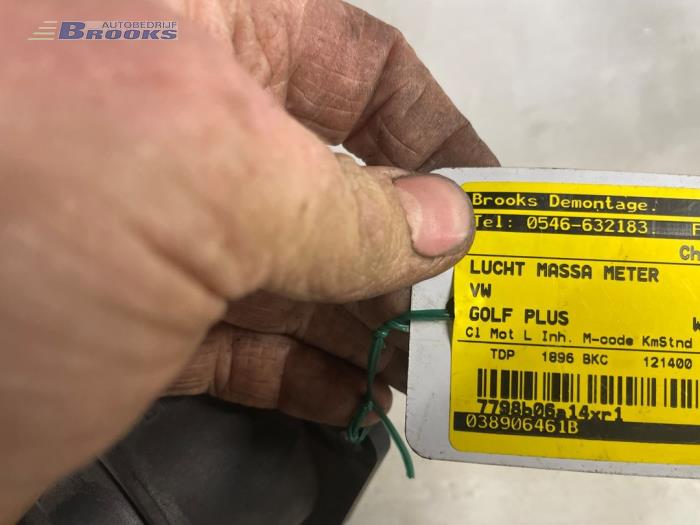 AUTOBEDRIJF
BROOKS
Brooks Demontage.
Tel: 0546-632183 F
Ch
LUCHT MASSA METER
VW
GOLF PLUS
Cl Mot L Inh. M-code KmStnd
TDP 1896 BKC 121400
7798b06a14xr1
038906461B